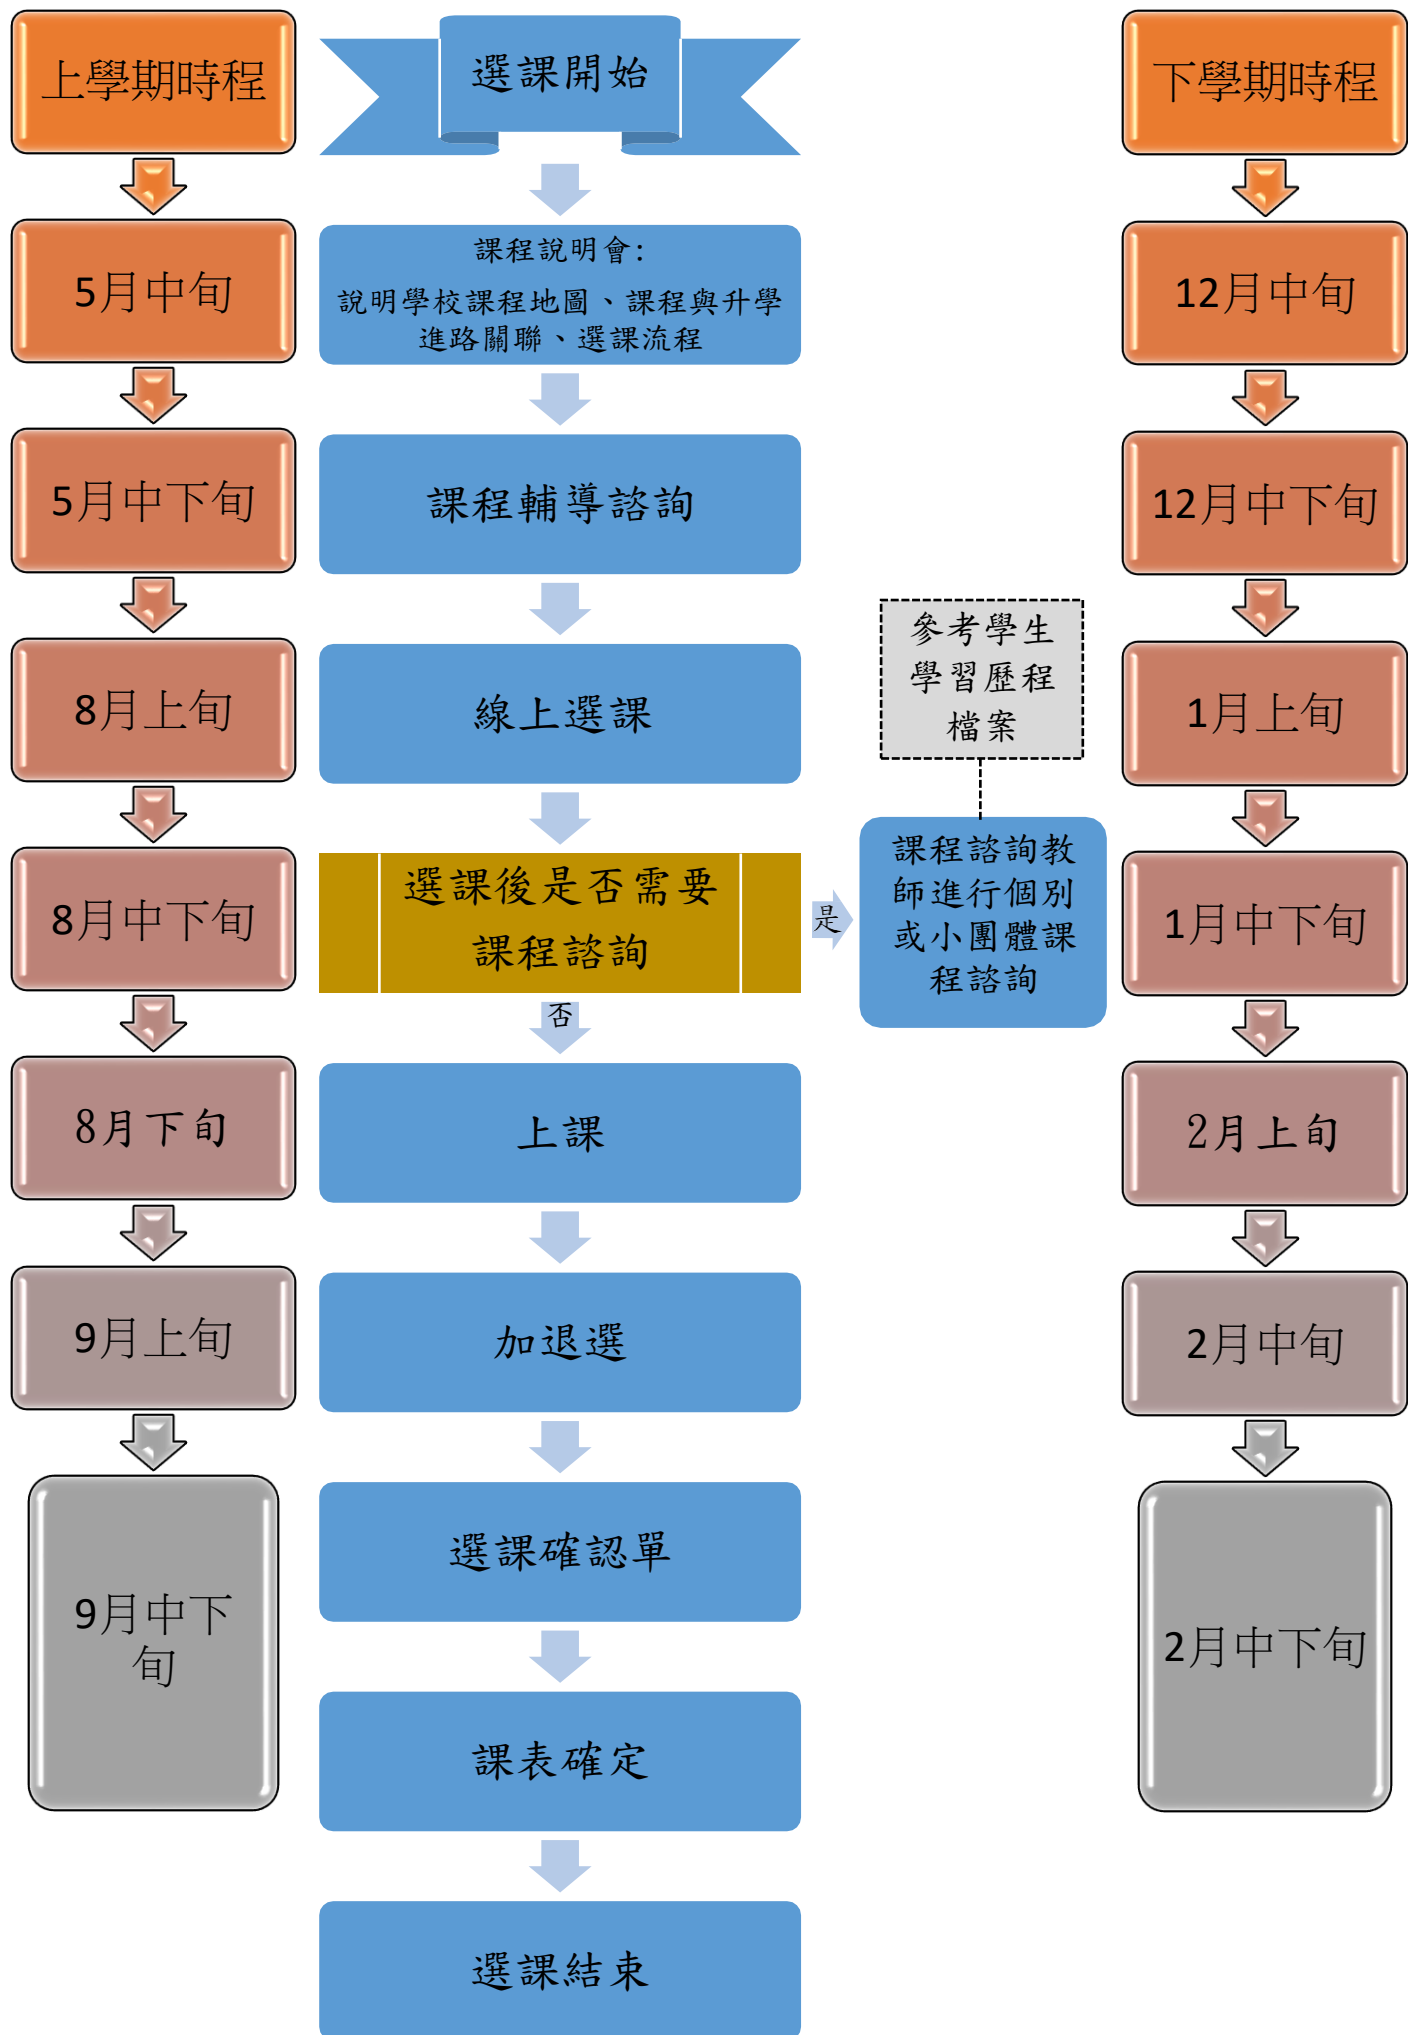 上學期時程
選課開始
下學期時程
5月中旬
課程說明會:
說明學校課程地圖、課程與升學
進路關聯、選課流程
12月中旬
5月中下旬
課程輔導諮詢
12月中下旬
8月上旬
線上選課
參考學生
學習歷程
檔案
1月上旬
8月中下旬
選課後是否需要
課程諮詢
是
課程諮詢教
師進行個別
或小團體課
程諮詢
1月中下旬
否
8月下旬
上課
2月上旬
9月上旬
加退選
2月中旬
選課確認單
9月中下
旬
2月中下旬
課表確定
選課結束